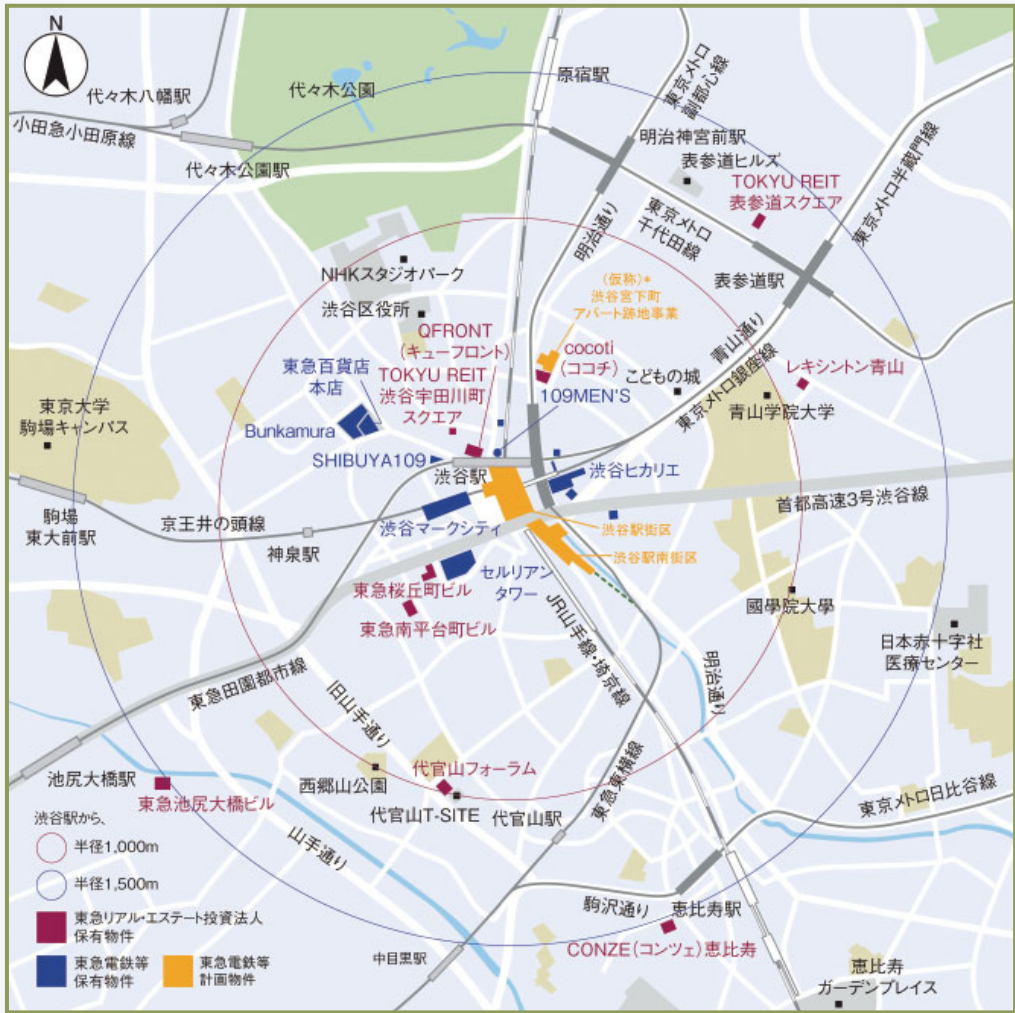 N
原宿駅
東京メトロ
副都心線
代々木八幡駅
代々木公園
小田急小田原線
明治神宮前駅
表参道ヒルズ
代々木公園駅
TOKYU REIT
表参道スクエア
東京メトロ半蔵門線
東京メトロ
千代田線
明治通り
NHKスタジオパーク
表参道駅
(仮称)*
渋谷宮下町
アパート跡地事業
渋谷区役所
QFRONT
(キューフロント)
青山通り
東急百貨店
本店
TOKYU REIT
渋谷宇田川町
スクエア
cocoti
(ココチ)
こどもの城
東京メトロ銀座線
レキシントン青山
109MEN'S
東京大学
駒場キャンパス
青山学院大学
Bunkamura
SHIBUYA109
渋谷駅
渋谷ヒカリエ
首都高速3号渋谷線
駒場
東大前駅
京王井の頭線
渋谷マークシティ
渋谷駅街区
神泉駅
渋谷駅南街区
セルリアン
タワー
東急桜丘町ビル
東急南平台町ビル
JR山手線・埼京線
國學院大學
日本赤十字社
医療センター
東急田園都市線
明治通り
旧山手通り
池尻大橋駅
東急池尻大橋ビル
西郷山公園
代官山フォーラム
代官山T-SITE
代官山駅
東急東横線
東京メトロ日比谷線
山手通り
渋谷駅から、
半径1,000m
半径1,500m
東急リアル・エステート投資法人
保有物件
東急電鉄等
保有物件
東急電鉄等
計画物件
駒沢通り
恵比寿駅
中目黒駅
CONZE(コンツェ)恵比寿
恵比寿
ガーデンプレイス